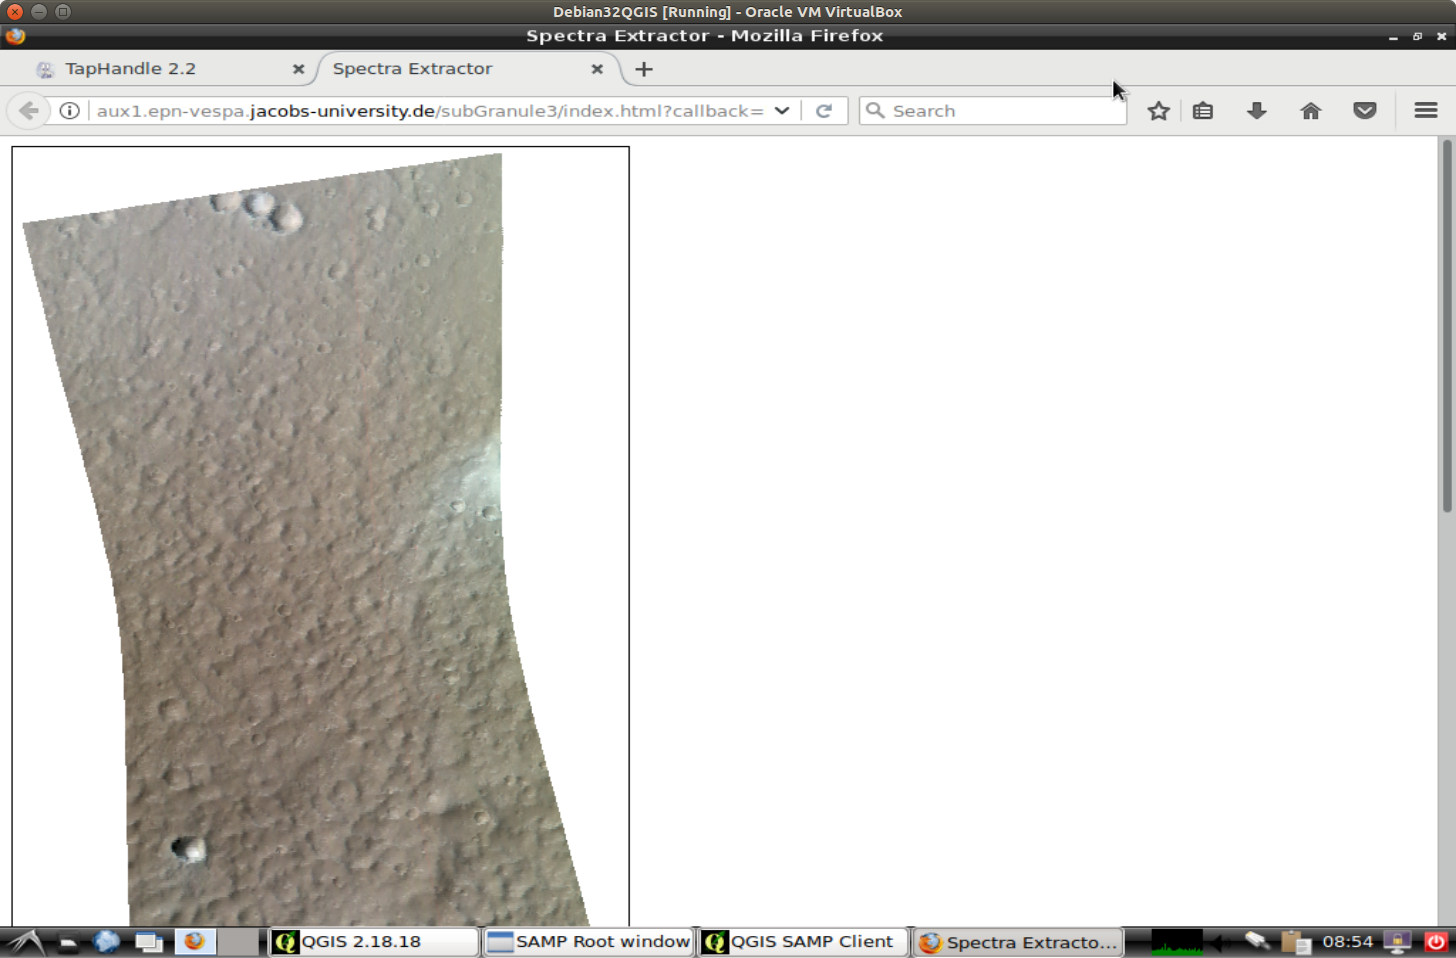 Debian32QGIS [Running] - Oracle VM VirtualBox
Spectra Extractor - Mozilla Firefox
TapHandle 2.2
Spectra Extractor
aux1.epn-vespa.jacobs-university.de/subGranule3/index.html?callback=
Search
QGIS 2.18.18
SAMP Root window
QGIS SAMP Client
Spectra Extracto...
08:54